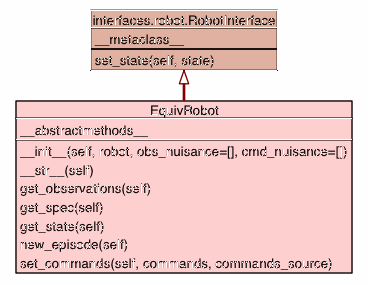 interfaces.robot.RobotInterface
__metaclass__
set_state(self, state)
EquivRobot
__abstractmethods__
__init__(self, robot, obs_nuisance=[], cmd_nuisance=[])
__str__(self)
get_observations(self)
get_spec(self)
get_state(self)
new_episode(self)
set_commands(self, commands, commands_source)